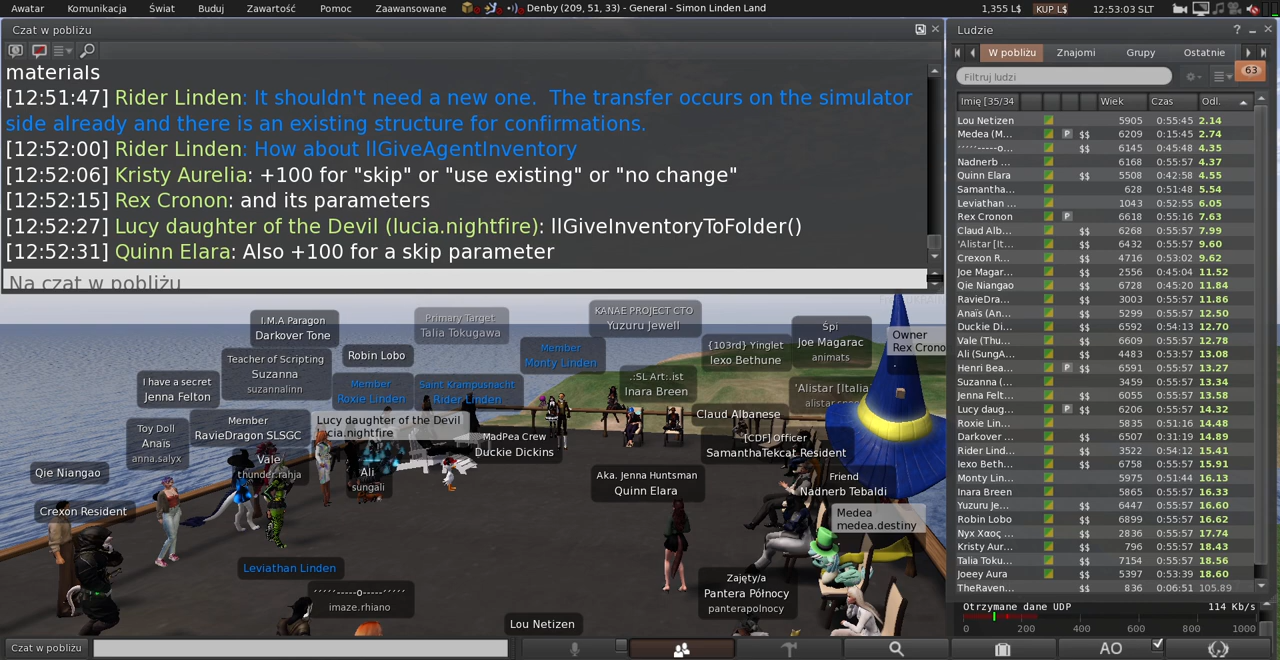 Awatar Komunikacja Świat Buduj Zawartość Pomoc Zaawansowane Denby (209, 51, 33) - General - Simon Linden Land 1,355 L$ KUP L$ 12:53:03 SLT
Czat w pobliżu
materials
[12:51:47] Rider Linden: It shouldn't need a new one.  The transfer occurs on the simulator
side already and there is an existing structure for confirmations.
[12:52:00] Rider Linden: How about llGiveAgentInventory
[12:52:06] Kristy Aurelia: +100 for "skip" or "use existing" or "no change"
[12:52:15] Rex Cronon: and its parameters
[12:52:27] Lucy daughter of the Devil (lucia.nightfire): llGiveInventoryToFolder()
[12:52:31] Quinn Elara: Also +100 for a skip parameter
Na czat w pobliżu
I.M.A Paragon
Darkover Tone
Primary Target
Talia Tokugawa
KANAE PROJECT CTO
Yuzuru Jewell
Śpi
Joe Magarac
animats
Owner
Rex Crono
Teacher of Scripting
Suzanna
suzannalinn
Robin Lobo
Member
Monty Linden
{103rd} Yinglet
Iexo Bethune
I have a secret
Jenna Felton
Member
Roxie Linden
Saint Krampusnacht
Rider Linden
.:SL Art:.ist
Inara Breen
'Alistar [Italia
Toy Doll
Anaïs
anna.salyx
Member
RavieDragon SLSGC
Lucy daughter of the Devil
lucia.nightfire
Claud Albanese
MadPea Crew
Duckie Dickins
[CDF] Officer
SamanthaTekcat Resident
Qie Niangao
Vale
thunder.rahja
Ali
sungali
Aka. Jenna Huntsman
Quinn Elara
Friend
Nadnerb Tebaldi
Crexon Resident
Medea
medea.destiny
Leviathan Linden
′′′′′-----o-----′′′′′
imaze.rhiano
Zajęty/a
Pantera Północy
panterapolnocy
Lou Netizen
Czat w pobliżu
Ludzie
W pobliżu Znajomi Grupy Ostatnie
63
Filtruj ludzi
Imię [35/34 Wiek Czas Odl.
Lou Netizen 5905 0:55:45 2.14
Medea (M... P $$ 6209 0:15:45 2.74
′′′′′-----o... $$ 6145 0:45:48 4.35
Nadnerb ... 6168 0:55:57 4.37
Quinn Elara $$ 5508 0:42:58 4.55
Samantha... 628 0:51:48 5.54
Leviathan ... 1043 0:52:55 6.05
Rex Cronon P 6618 0:55:16 7.63
Claud Alb... $$ 6268 0:55:57 7.99
'Alistar [It... $$ 6432 0:55:57 9.60
Crexon R... $$ 4716 0:53:02 9.62
Joe Magar... $$ 2556 0:45:04 11.52
Qie Niangao $$ 6728 0:45:20 11.84
RavieDra... $$ 3003 0:55:57 11.86
Anaïs (An... $$ 5299 0:55:57 12.50
Duckie Di... $$ 6592 0:54:13 12.70
Vale (Thu... $$ 6609 0:55:57 12.78
Ali (SungA... $$ 4483 0:53:57 13.08
Henri Bea... P $$ 6591 0:55:57 13.27
Suzanna (... 3459 0:55:57 13.34
Jenna Felt... $$ 6055 0:55:57 13.58
Lucy daug... P $$ 6206 0:55:57 14.32
Roxie Lin... $$ 5835 0:51:16 14.48
Darkover ... $$ 6507 0:31:19 14.89
Rider Lind... $$ 3522 0:54:12 15.41
Iexo Beth... $$ 6758 0:55:57 15.91
Monty Lin... 5975 0:51:44 16.13
Inara Breen 5865 0:55:57 16.33
Yuzuru Je... $$ 6447 0:55:57 16.60
Robin Lobo $$ 6899 0:55:57 16.62
Nyx Χαος ... $$ 2836 0:55:57 17.74
Kristy Aur... $$ 796 0:55:57 18.43
Talia Toku... $$ 7154 0:55:57 18.56
Joeey Aura $$ 5397 0:53:39 18.60
TheRaven... $$ 836 0:06:51 105.89
Otrzymane dane UDP 114 Kb/s
0 200 400 600 800 1000
AO